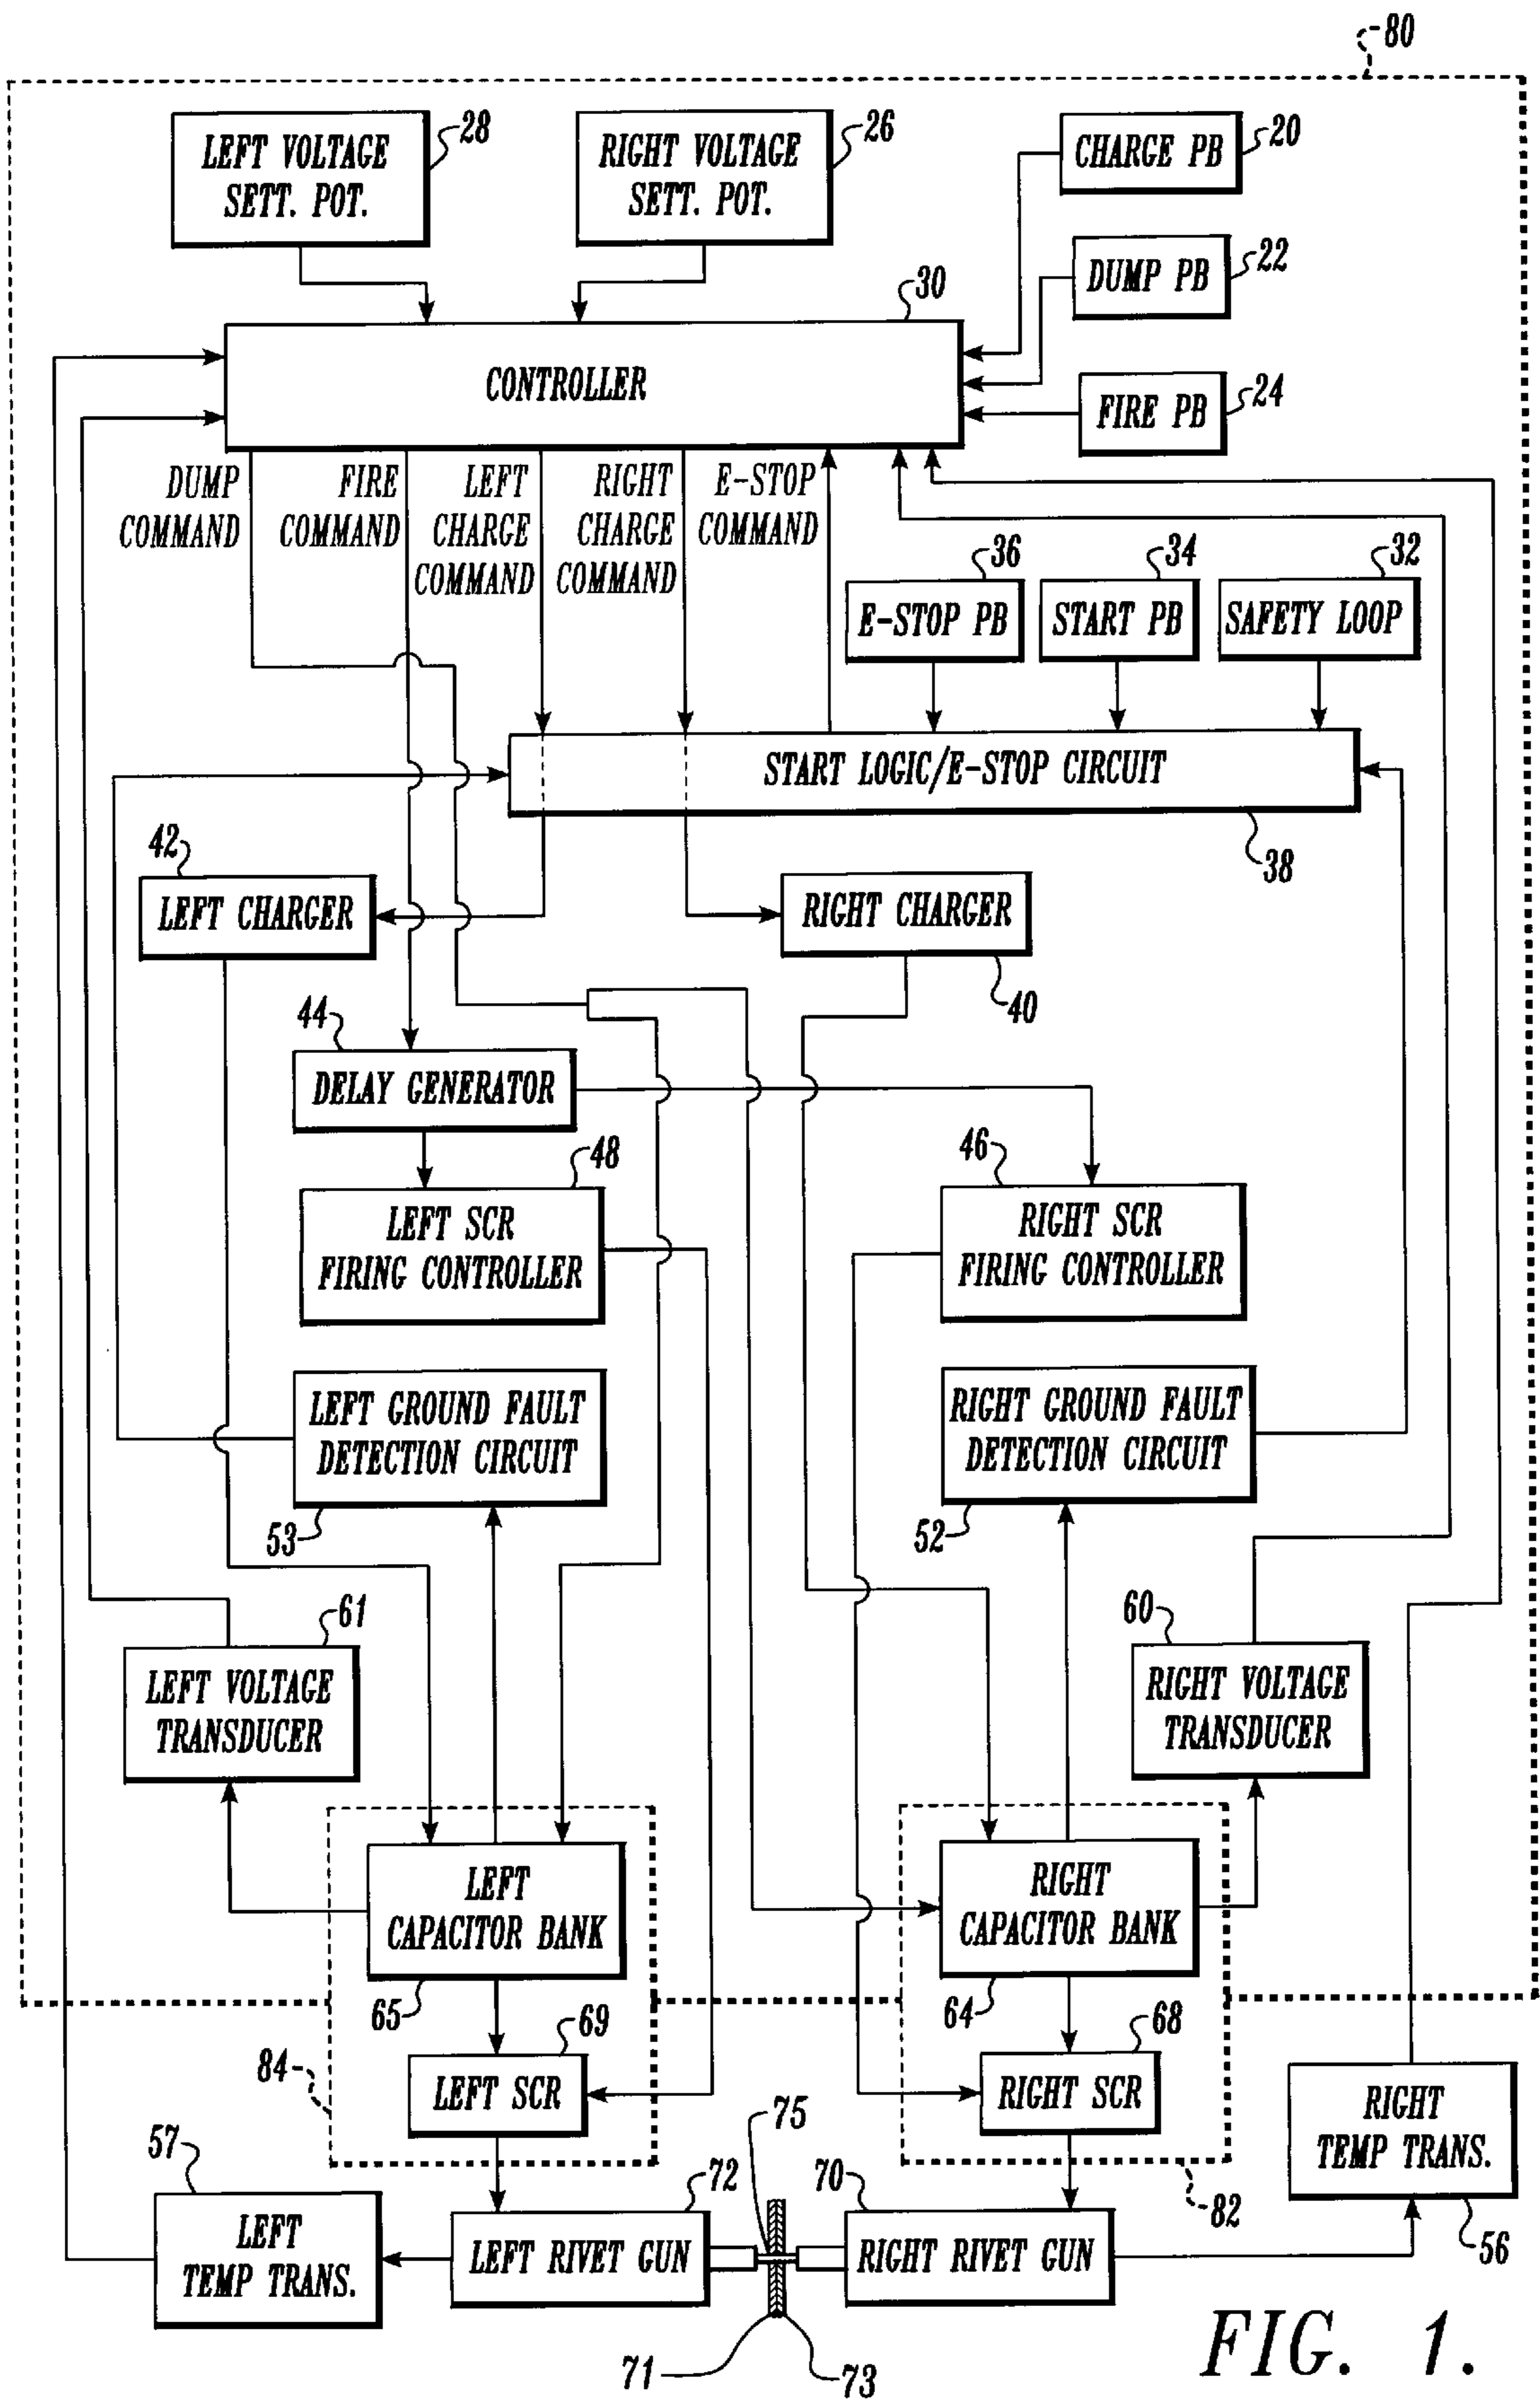 80
LEFT VOLTAGE
SETT. POT.
28
RIGHT VOLTAGE
SETT. POT.
26
CHARGE PB
20
DUMP PB
22
FIRE PB
24
30
CONTROLLER
DUMP
COMMAND
FIRE
COMMAND
LEFT
CHARGE
COMMAND
RIGHT
CHARGE
COMMAND
E-STOP
COMMAND
36
E-STOP PB
34
START PB
32
SAFETY LOOP
START LOGIC/E-STOP CIRCUIT
38
42
LEFT CHARGER
RIGHT CHARGER
40
44
DELAY GENERATOR
48
LEFT SCR
FIRING CONTROLLER
46
RIGHT SCR
FIRING CONTROLLER
LEFT GROUND FAULT
DETECTION CIRCUIT
53
RIGHT GROUND FAULT
DETECTION CIRCUIT
52
61
LEFT VOLTAGE
TRANSDUCER
60
RIGHT VOLTAGE
TRANSDUCER
LEFT
CAPACITOR BANK
65
RIGHT
CAPACITOR BANK
64
69
LEFT SCR
84
68
RIGHT SCR
82
RIGHT
TEMP TRANS.
56
57
LEFT
TEMP TRANS.
72
LEFT RIVET GUN
75
70
RIGHT RIVET GUN
71
73
FIG. 1.